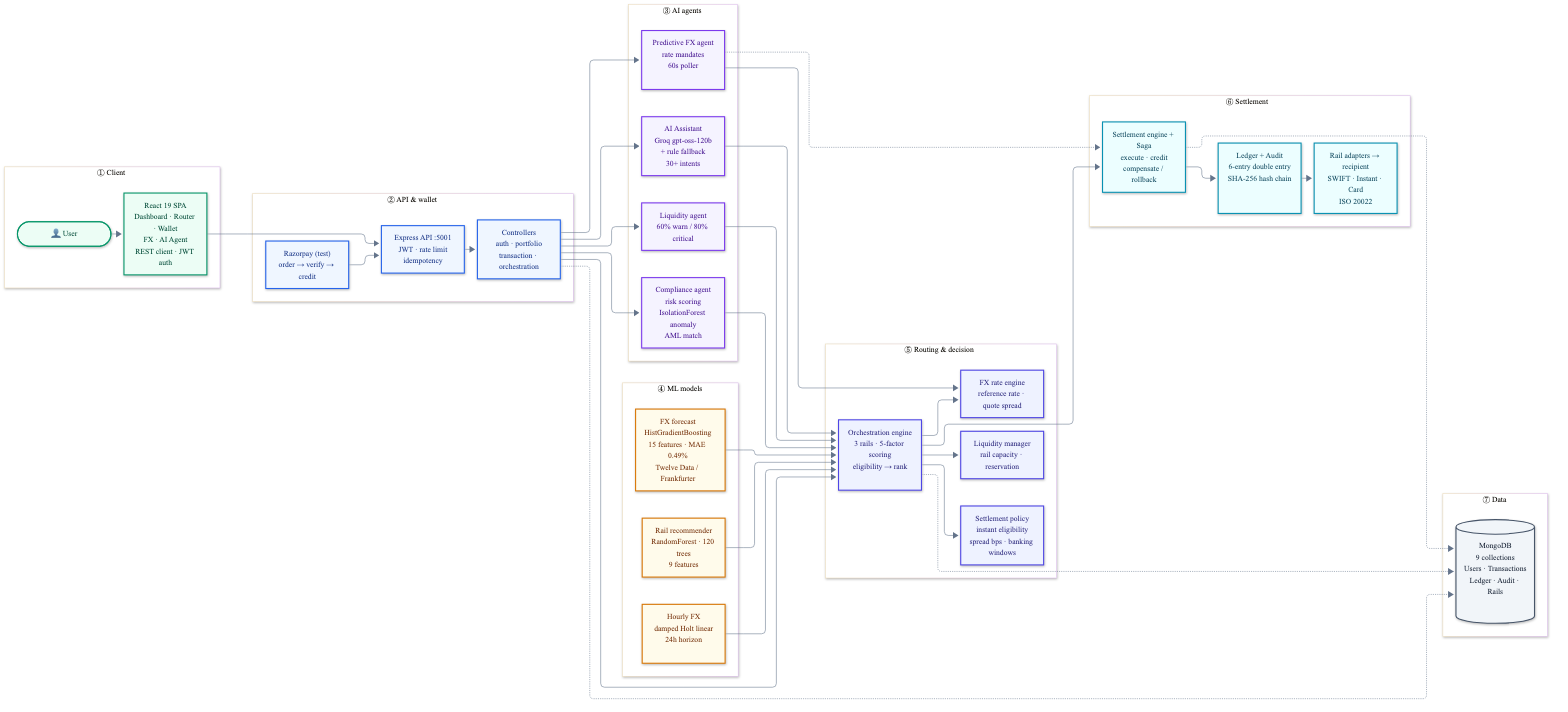 ① Client
👤 User
React 19 SPA
Dashboard · Router
· Wallet
FX · AI Agent
REST client · JWT
auth
② API & wallet
Razorpay (test)
order → verify →
credit
Express API :5001
JWT · rate limit
idempotency
Controllers
auth · portfolio
transaction ·
orchestration
③ AI agents
Predictive FX agent
rate mandates
60s poller
AI Assistant
Groq gpt-oss-120b
+ rule fallback
30+ intents
Liquidity agent
60% warn / 80%
critical
Compliance agent
risk scoring
IsolationForest
anomaly
AML match
④ ML models
FX forecast
HistGradientBoosting
15 features · MAE
0.49%
Twelve Data /
Frankfurter
Rail recommender
RandomForest · 120
trees
9 features
Hourly FX
damped Holt linear
24h horizon
⑤ Routing & decision
Orchestration engine
3 rails · 5-factor
scoring
eligibility → rank
FX rate engine
reference rate ·
quote spread
Liquidity manager
rail capacity ·
reservation
Settlement policy
instant eligibility
spread bps · banking
windows
⑥ Settlement
Settlement engine +
Saga
execute · credit
compensate /
rollback
Ledger + Audit
6-entry double entry
SHA-256 hash chain
Rail adapters →
recipient
SWIFT · Instant ·
Card
ISO 20022
⑦ Data
MongoDB
9 collections
Users · Transactions
Ledger · Audit ·
Rails